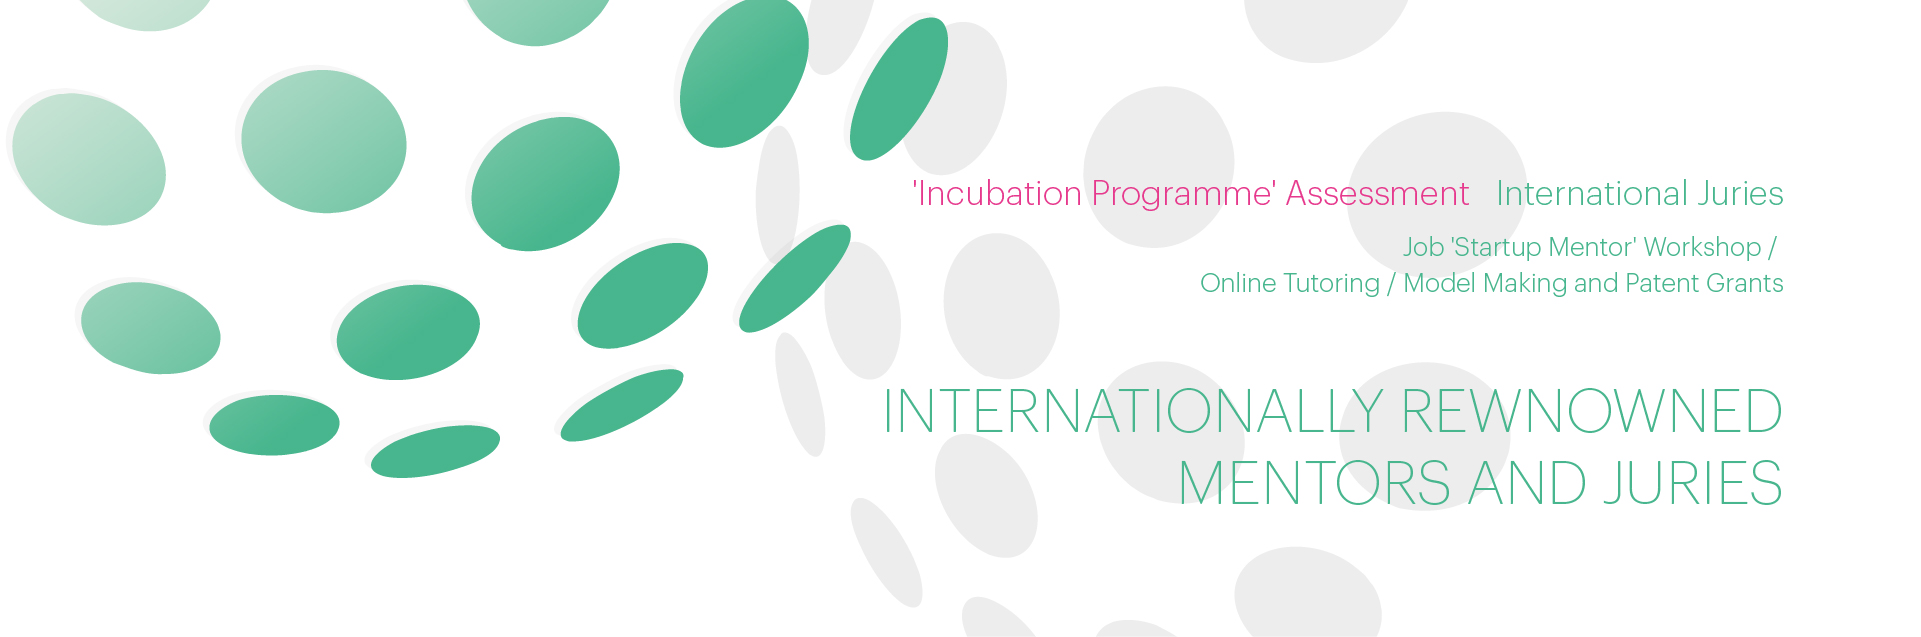 'Incubation Programme' Assessment International Juries
Job 'Startup Mentor' Workshop /
Online Tutoring / Model Making and Patent Grants
INTERNATIONALLY REWNOWNED
MENTORS AND JURIES